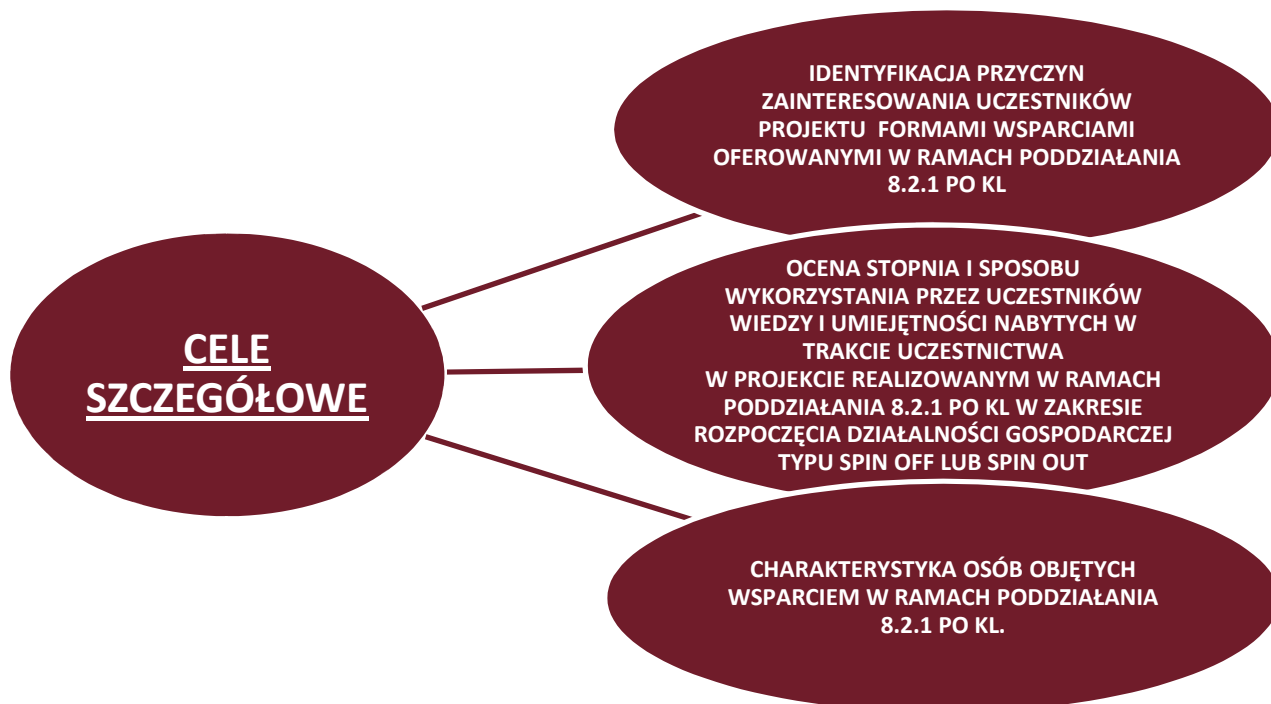 CELE
SZCZEGÓŁOWE
IDENTYFIKACJA PRZYCZYN
ZAINTERESOWANIA UCZESTNIKÓW
PROJEKTU FORMAMI WSPARCIAMI
OFEROWANYMI W RAMACH PODDZIAŁANIA
8.2.1 PO KL
OCENA STOPNIA I SPOSOBU
WYKORZYSTANIA PRZEZ UCZESTNIKÓW
WIEDZY I UMIEJĘTNOŚCI NABYTYCH W
TRAKCIE UCZESTNICTWA
W PROJEKCIE REALIZOWANYM W RAMACH
PODDZIAŁANIA 8.2.1 PO KL W ZAKRESIE
ROZPOCZĘCIA DZIAŁALNOŚCI GOSPODARCZEJ
TYPU SPIN OFF LUB SPIN OUT
CHARAKTERYSTYKA OSÓB OBJĘTYCH
WSPARCIEM W RAMACH PODDZIAŁANIA
8.2.1 PO KL.